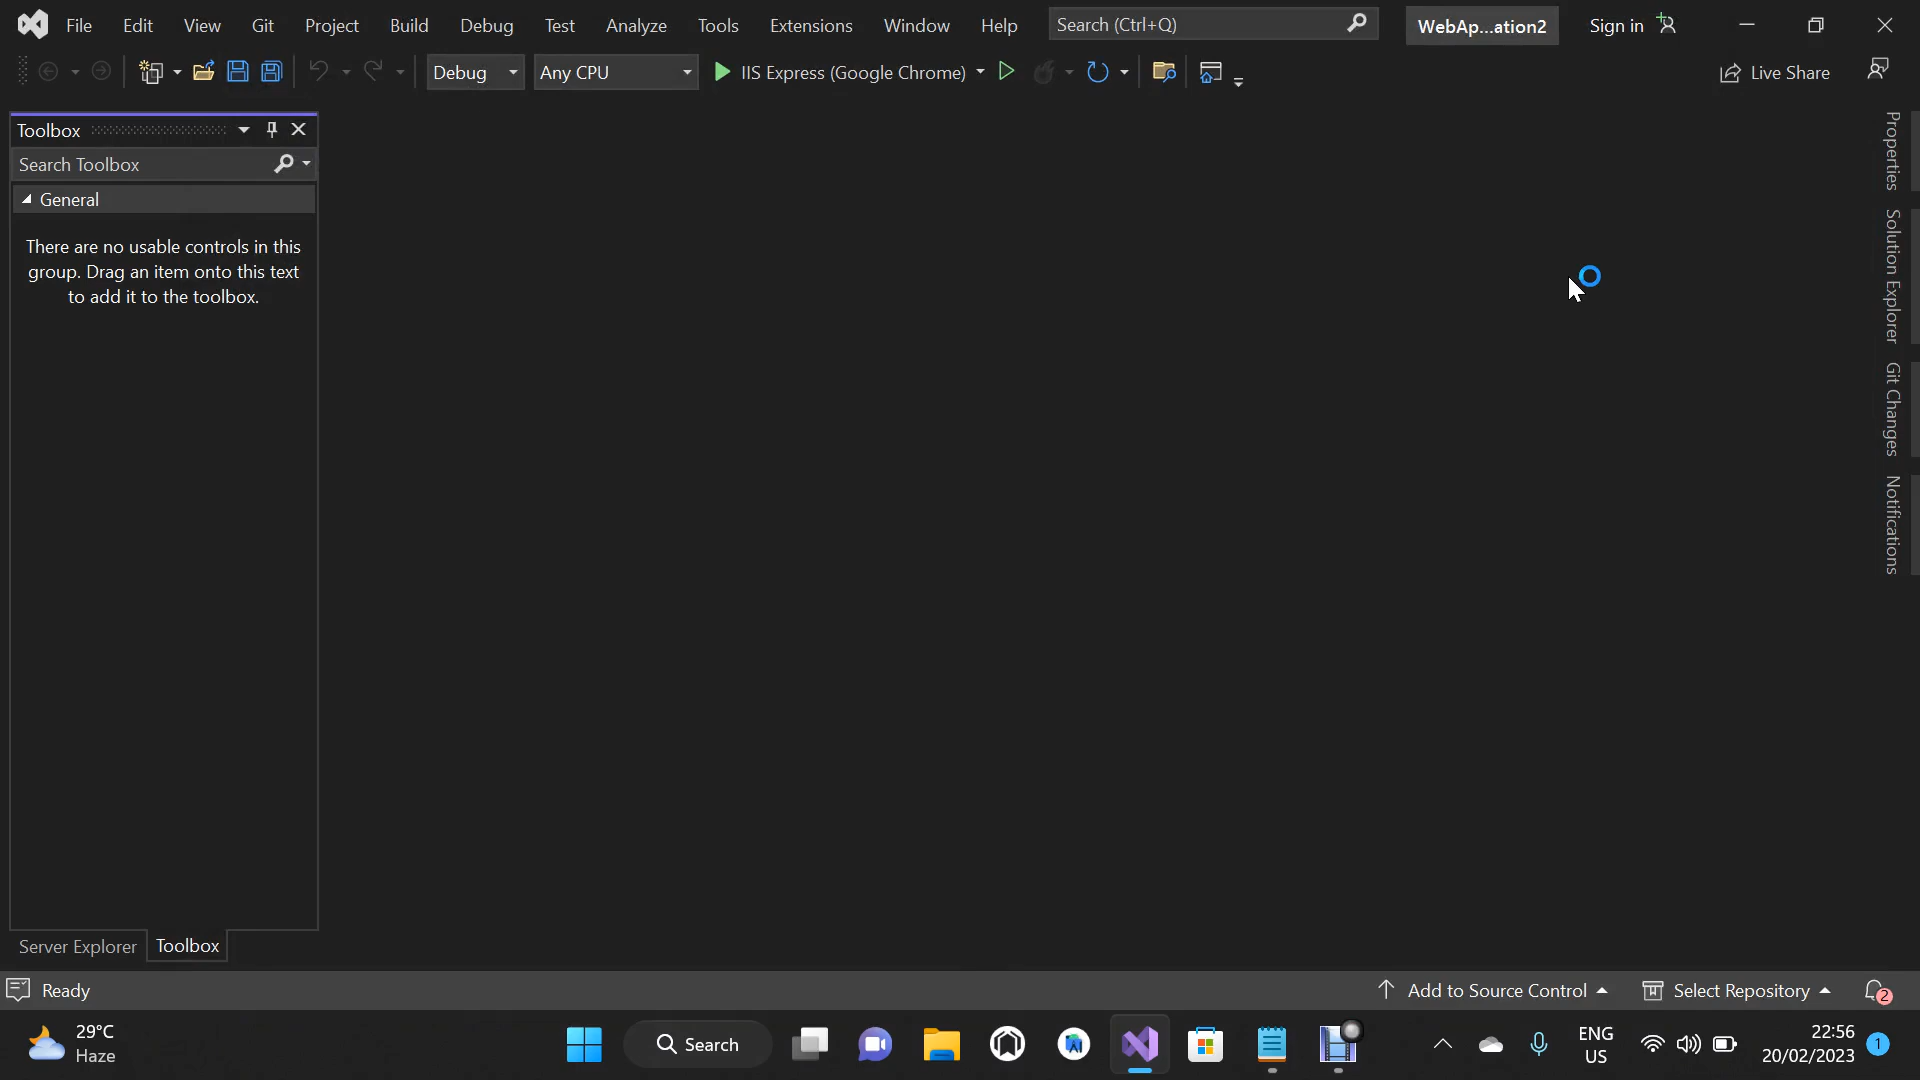 File Edit View Git Project Build Debug Test Analyze Tools Extensions Window Help Search (Ctrl+Q) WebAp...ation2 Sign in
Debug Any CPU IIS Express (Google Chrome) Live Share
Toolbox
Search Toolbox
General
There are no usable controls in this
group. Drag an item onto this text
to add it to the toolbox.
Properties
Solution Explorer
Git Changes
Notifications
Server Explorer Toolbox
Ready Add to Source Control Select Repository 2
29°C
Haze
Search
ENG
US
22:56
20/02/2023
1